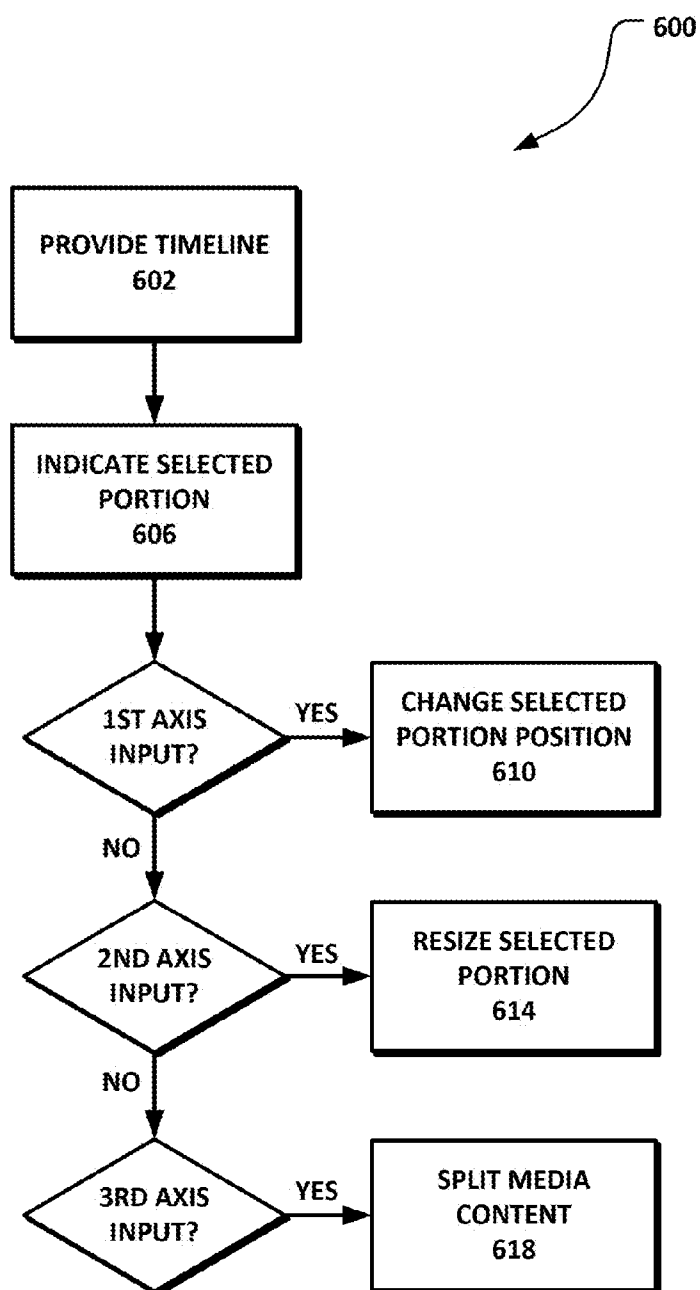 600
PROVIDE TIMELINE
602
INDICATE SELECTED
PORTION
606
1ST AXIS
INPUT?
YES
CHANGE SELECTED
PORTION POSITION
610
NO
2ND AXIS
INPUT?
YES
RESIZE SELECTED
PORTION
614
NO
3RD AXIS
INPUT?
YES
SPLIT MEDIA
CONTENT
618